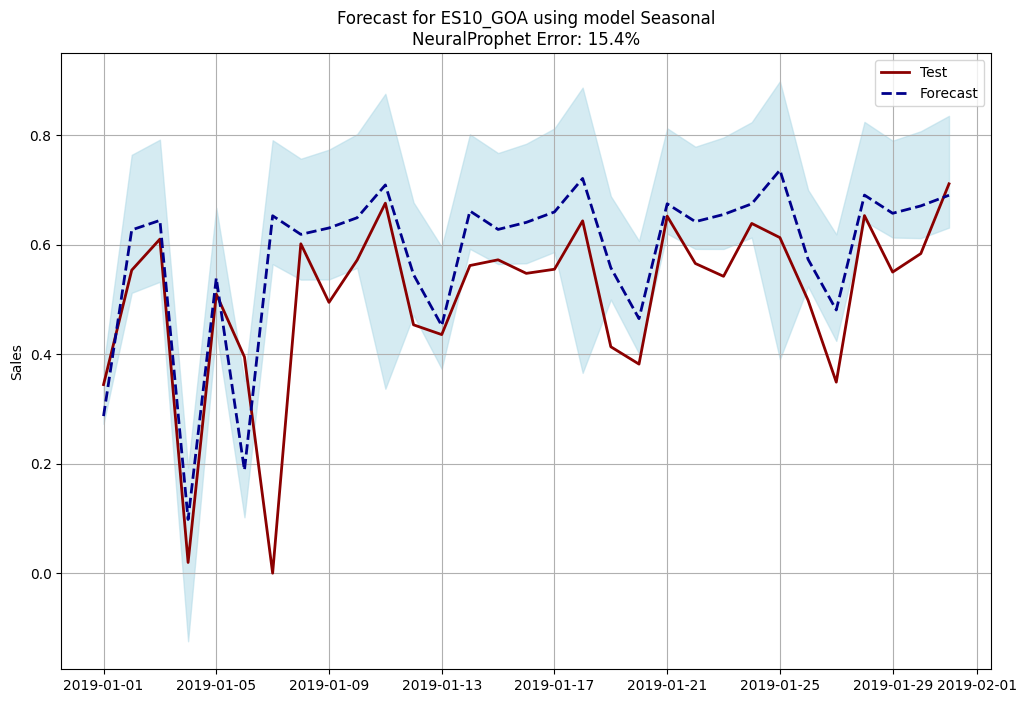 Forecast for ES10_GOA using model Seasonal
NeuralProphet Error: 15.4%
Test
Forecast
Sales
0.8
0.6
0.4
0.2
0.0
2019-01-01
2019-01-05
2019-01-09
2019-01-13
2019-01-17
2019-01-21
2019-01-25
2019-01-29
2019-02-01